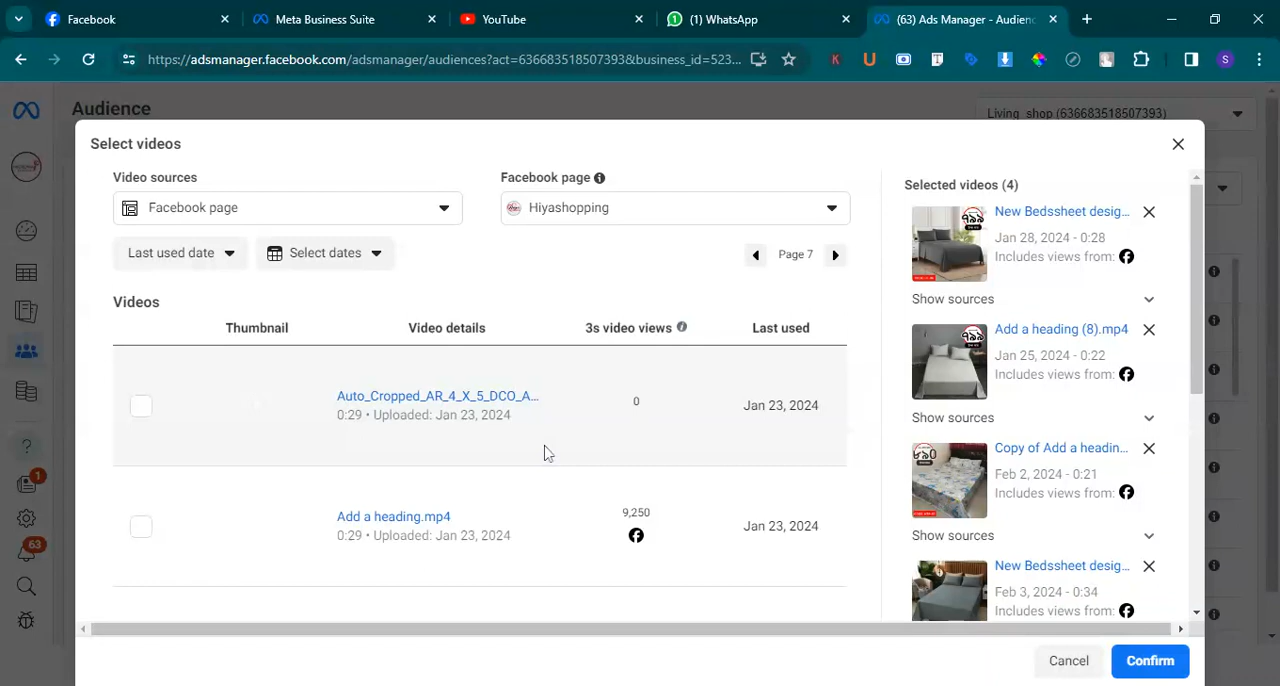 Facebook
Meta Business Suite
YouTube
(1) WhatsApp
(63) Ads Manager - Audienc
https://adsmanager.facebook.com/adsmanager/audiences?act=636683518507393&business_id=523...
S
Audience
Living_shop (636683518507393)
Select videos
Video sources
Facebook page
Facebook page
Hiyashopping
Last used date
Select dates
Page 7
Videos
Thumbnail
Video details
3s video views
Last used
Auto_Cropped_AR_4_X_5_DCO_A...
0:29 • Uploaded: Jan 23, 2024
0
Jan 23, 2024
Add a heading.mp4
0:29 • Uploaded: Jan 23, 2024
9,250
Jan 23, 2024
Selected videos (4)
New Bedssheet desig...
Jan 28, 2024 - 0:28
Includes views from:
Show sources
Add a heading (8).mp4
Jan 25, 2024 - 0:22
Includes views from:
Show sources
Copy of Add a headin...
Feb 2, 2024 - 0:21
Includes views from:
Show sources
New Bedssheet desig...
Feb 3, 2024 - 0:34
Includes views from:
1
63
Cancel
Confirm